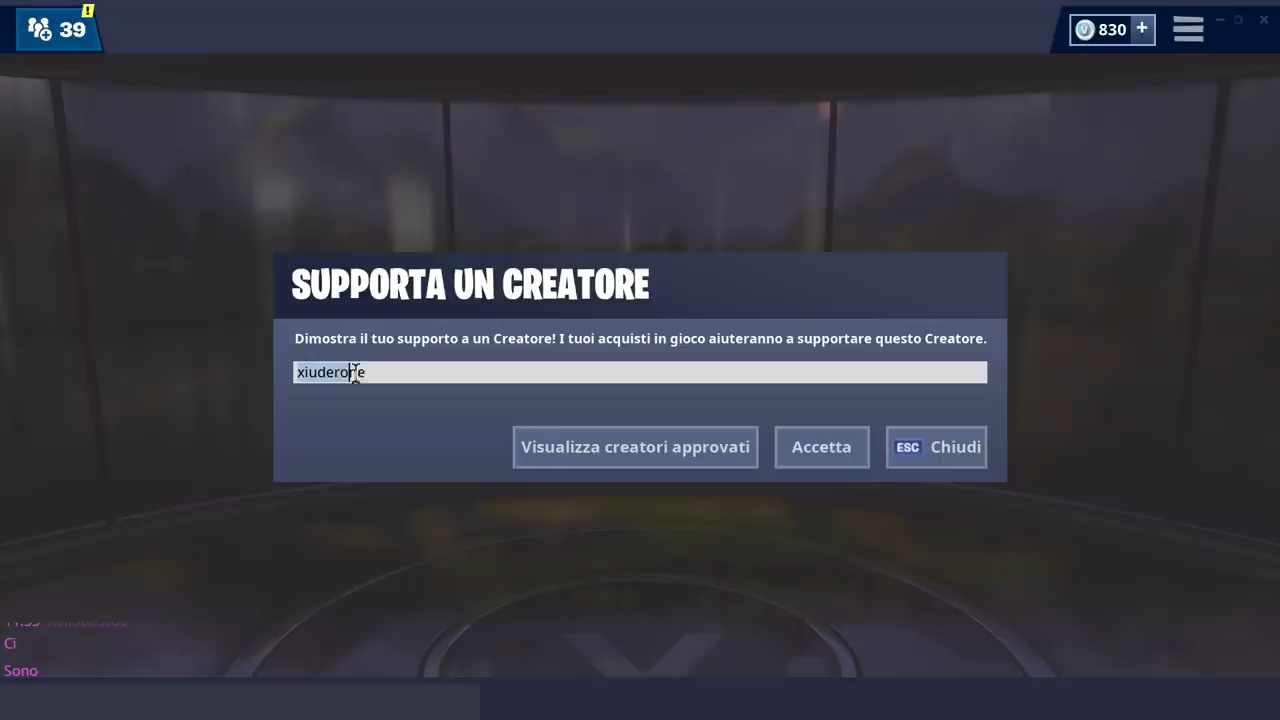 !
39
830 +
SUPPORTA UN CREATORE
Dimostra il tuo supporto a un Creatore! I tuoi acquisti in gioco aiuteranno a supportare questo Creatore.
xiuderone
Visualizza creatori approvati
Accetta
ESC Chiudi
Ci
Sono